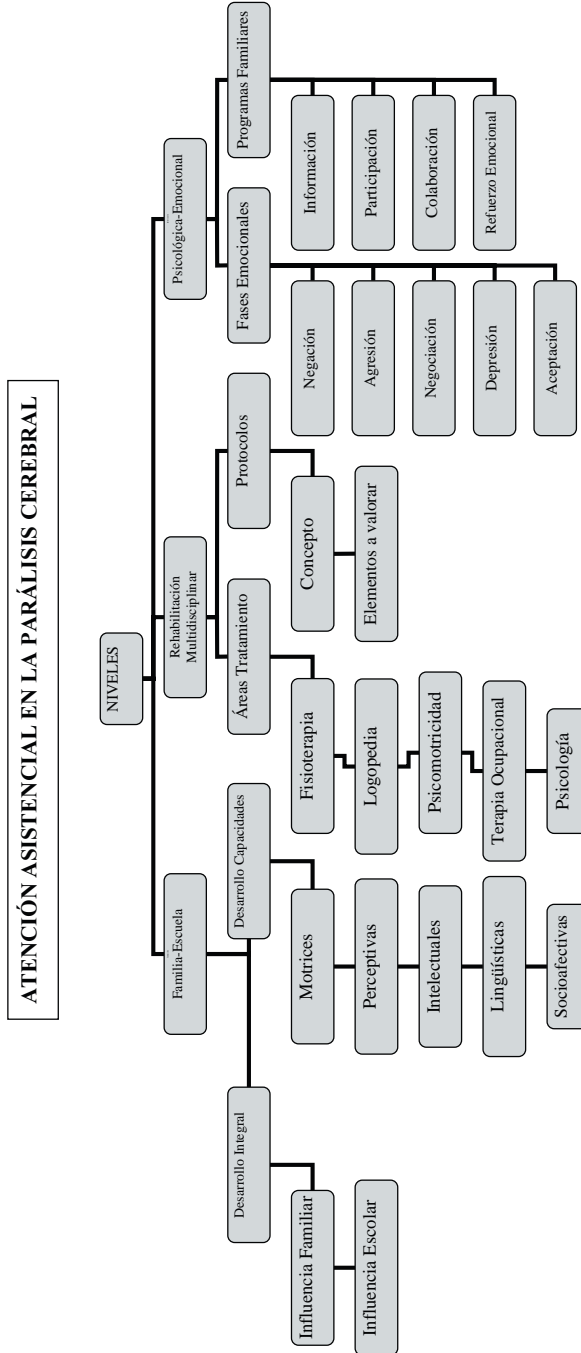 ATENCIÓN ASISTENCIAL EN LA PARÁLISIS CEREBRAL
NIVELES
Familia-Escuela
Rehabilitación
Multidisciplinar
Psicológica-Emocional
Desarrollo Integral
Desarrollo Capacidades
Áreas Tratamiento
Protocolos
Fases Emocionales
Programas Familiares
Influencia Familiar
Influencia Escolar
Motrices
Perceptivas
Intelectuales
Lingüísticas
Socioafectivas
Fisioterapia
Logopedia
Psicomotricidad
Terapia Ocupacional
Psicología
Concepto
Elementos a valorar
Negación
Agresión
Negociación
Depresión
Aceptación
Información
Participación
Colaboración
Refuerzo Emocional